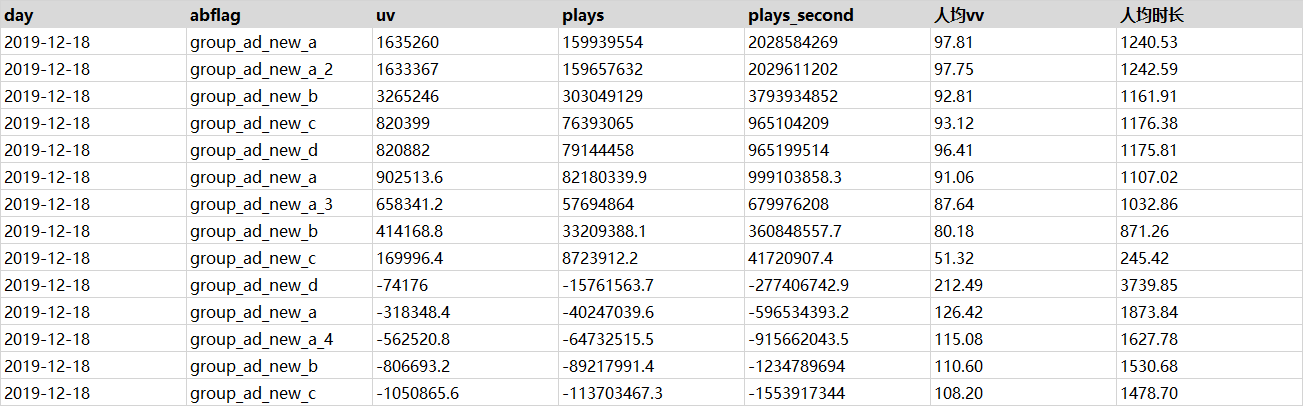 day abflag uv plays plays_second 人均vv 人均时长
2019-12-18 group_ad_new_a 1635260 159939554 2028584269 97.81 1240.53
2019-12-18 group_ad_new_a_2 1633367 159657632 2029611202 97.75 1242.59
2019-12-18 group_ad_new_b 3265246 303049129 3793934852 92.81 1161.91
2019-12-18 group_ad_new_c 820399 76393065 965104209 93.12 1176.38
2019-12-18 group_ad_new_d 820882 79144458 965199514 96.41 1175.81
2019-12-18 group_ad_new_a 902513.6 82180339.9 999103858.3 91.06 1107.02
2019-12-18 group_ad_new_a_3 658341.2 57694864 679976208 87.64 1032.86
2019-12-18 group_ad_new_b 414168.8 33209388.1 360848557.7 80.18 871.26
2019-12-18 group_ad_new_c 169996.4 8723912.2 41720907.4 51.32 245.42
2019-12-18 group_ad_new_d -74176 -15761563.7 -277406742.9 212.49 3739.85
2019-12-18 group_ad_new_a -318348.4 -40247039.6 -596534393.2 126.42 1873.84
2019-12-18 group_ad_new_a_4 -562520.8 -64732515.5 -915662043.5 115.08 1627.78
2019-12-18 group_ad_new_b -806693.2 -89217991.4 -1234789694 110.60 1530.68
2019-12-18 group_ad_new_c -1050865.6 -113703467.3 -1553917344 108.20 1478.70